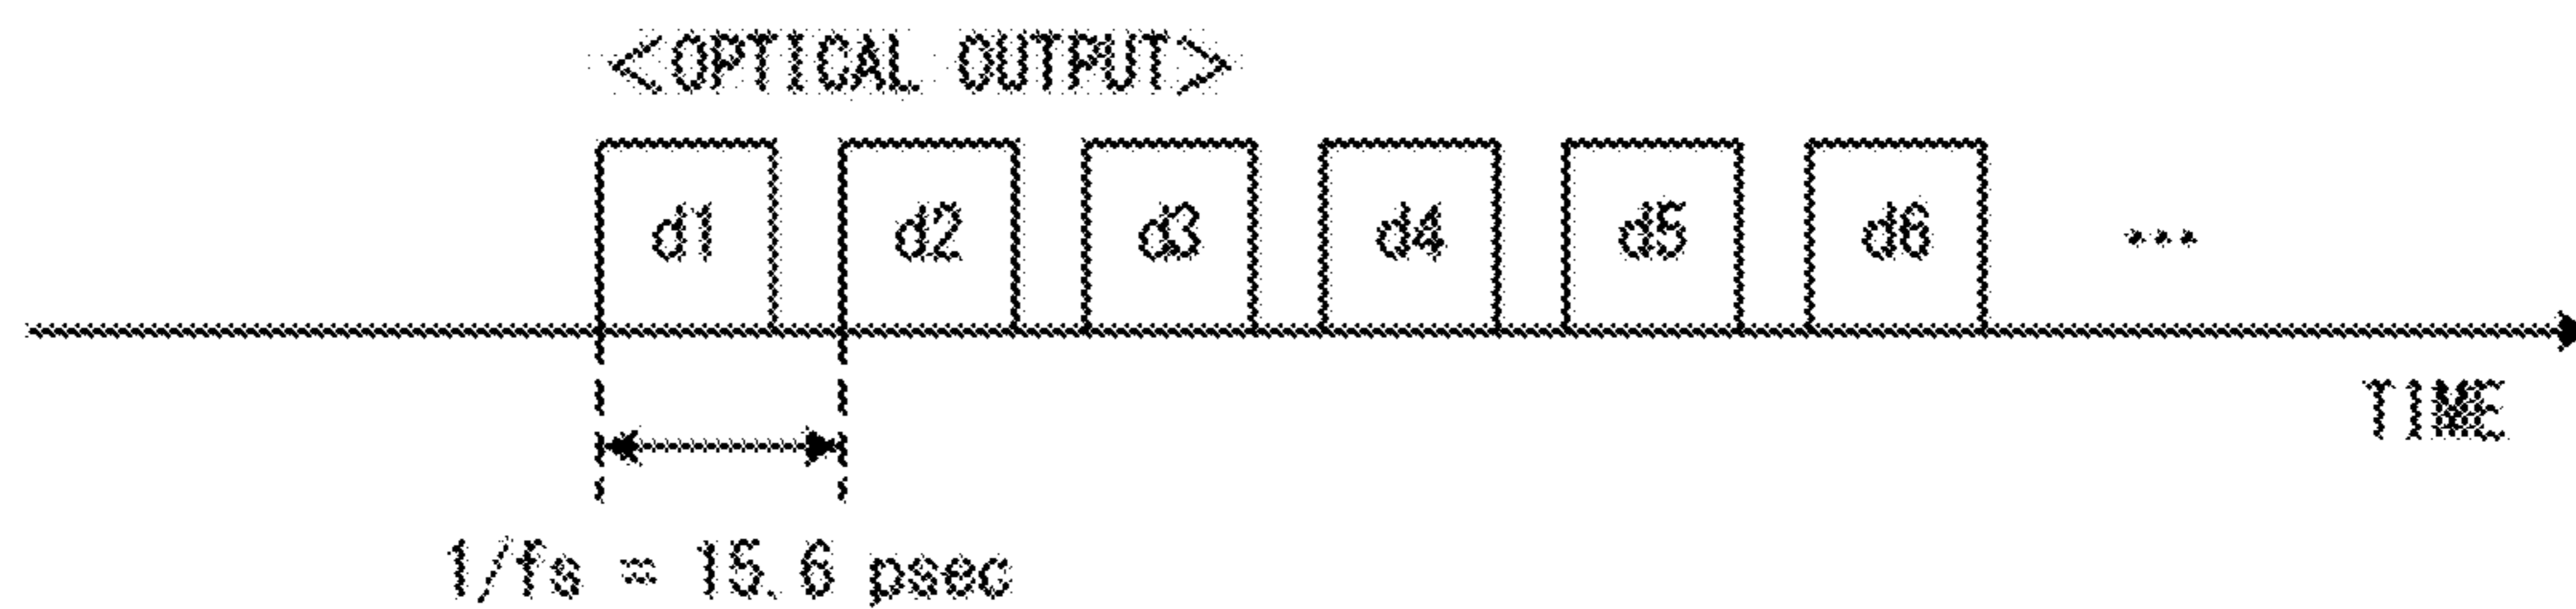 <OPTICAL OUTPUT>
d1 d2 d3 d4 d5 d6 ...
TIME
1/fs = 15.6 psec